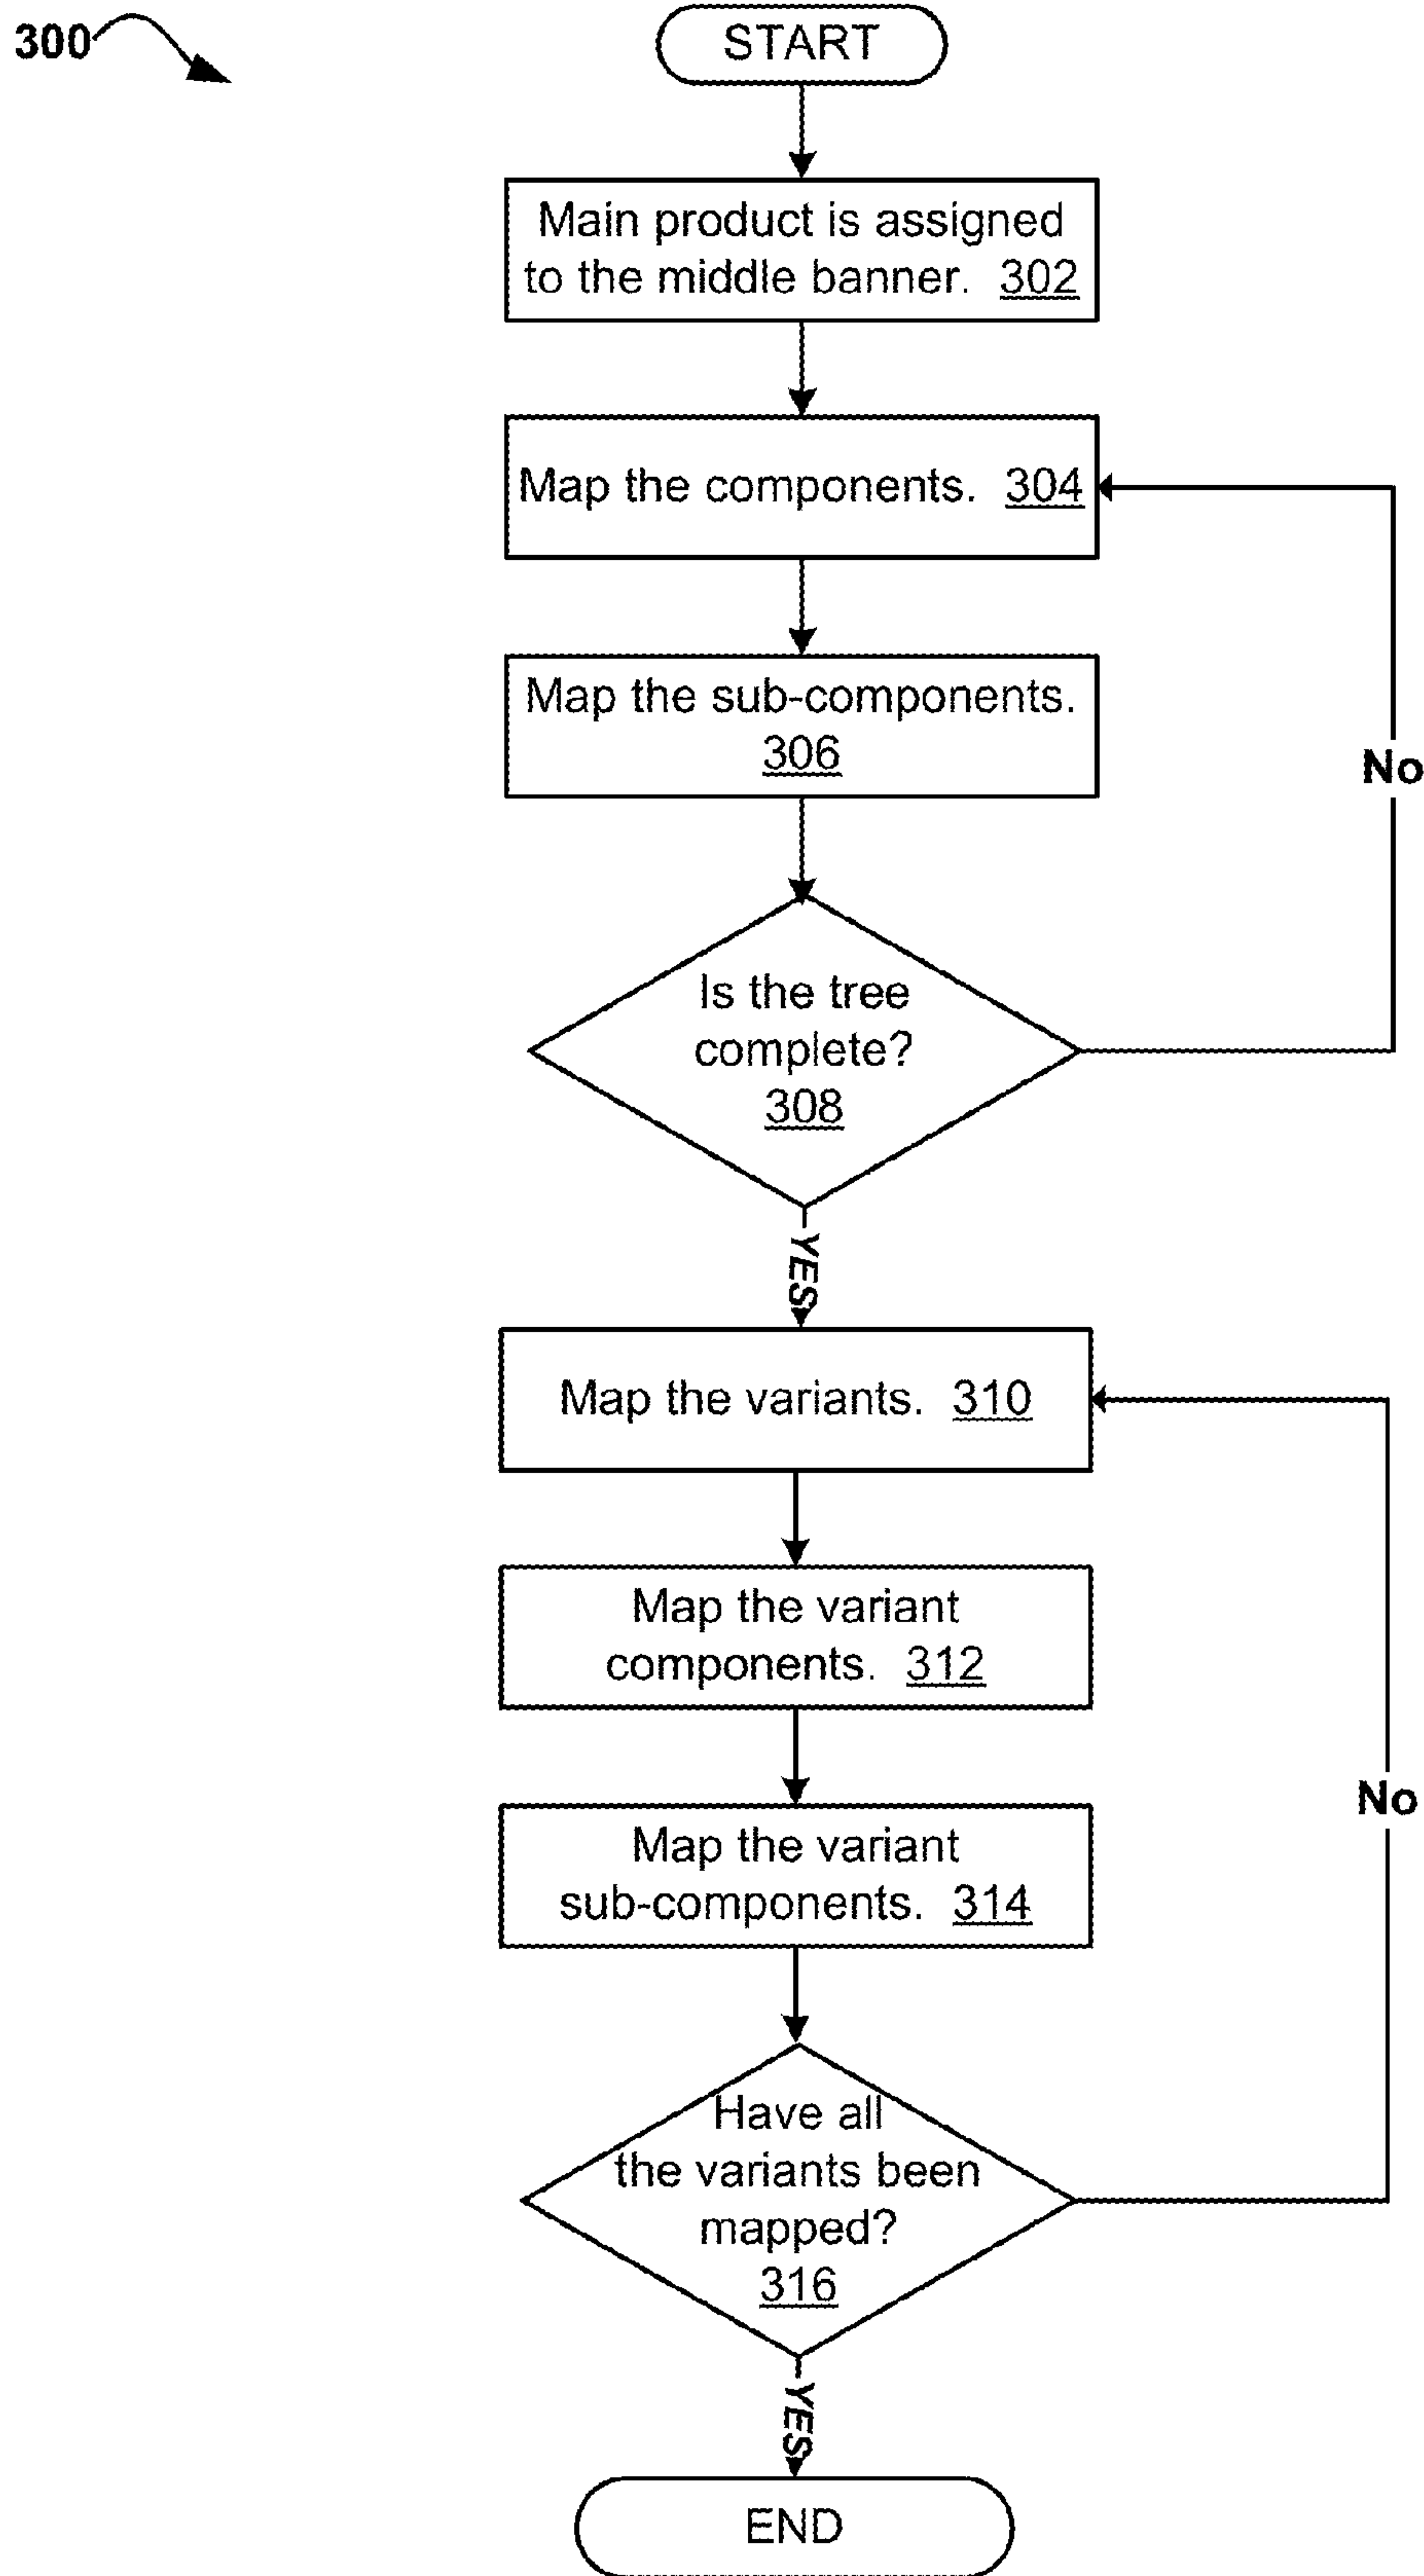 300
START
Main product is assigned
to the middle banner. 302
Map the components. 304
Map the sub-components.
306
No
Is the tree
complete?
308
YES
Map the variants. 310
Map the variant
components. 312
Map the variant
sub-components. 314
No
Have all
the variants been
mapped?
316
YES
END